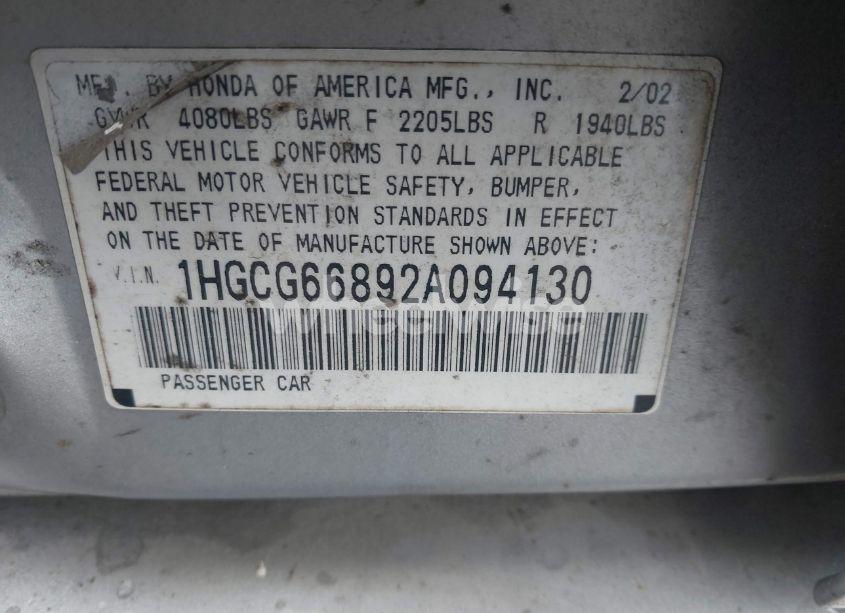 MFD. BY HONDA OF AMERICA MFG., INC. 2/02
GVWR 4080LBS GAWR F 2205LBS R 1940LBS
THIS VEHICLE CONFORMS TO ALL APPLICABLE
FEDERAL MOTOR VEHICLE SAFETY, BUMPER,
AND THEFT PREVENTION STANDARDS IN EFFECT
ON THE DATE OF MANUFACTURE SHOWN ABOVE:
V.I.N. 1HGCG66892A094130
WheelWise
PASSENGER CAR